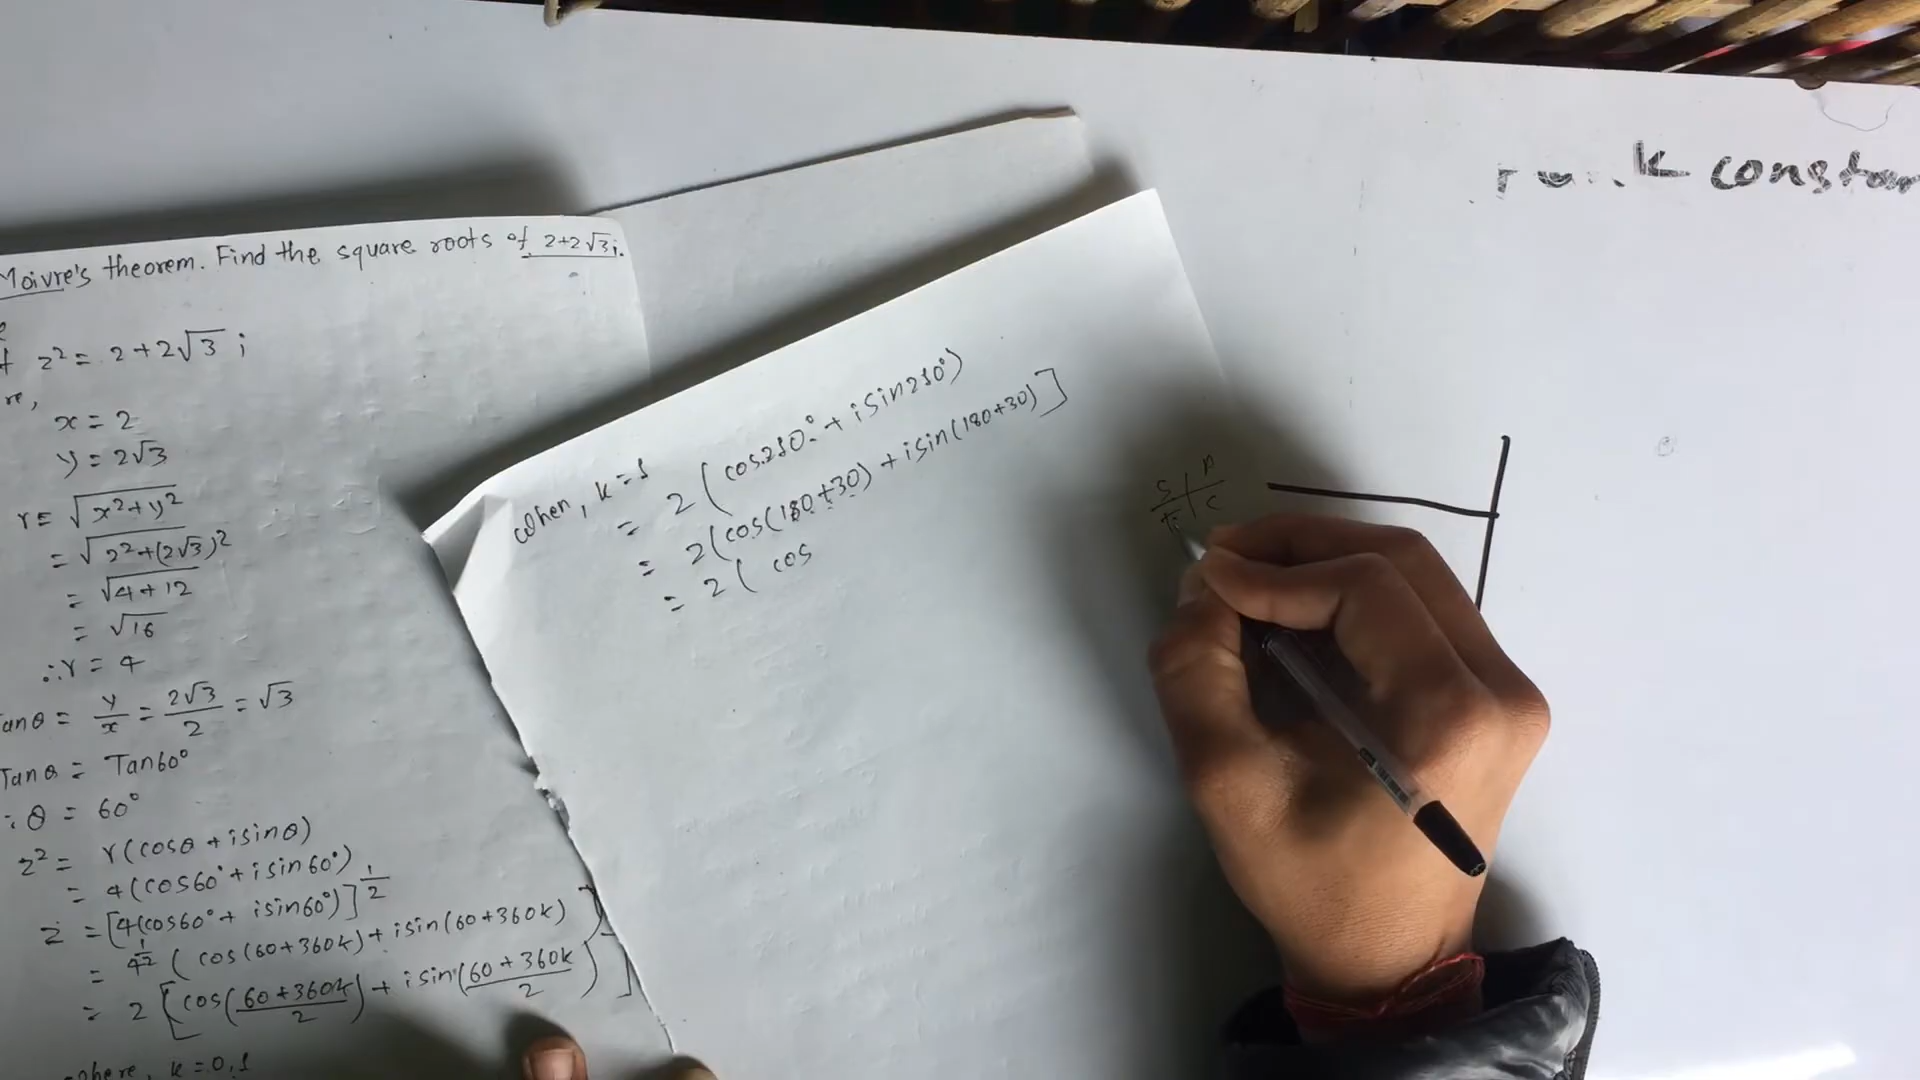 Moivre's theorem. Find the square roots of 2+2√3i.
z² = 2+2√3 i
x = 2
y = 2√3
r = √x²+y²
= √2²+(2√3)²
= √4+12
= √16
∴ r = 4
Tanθ = y/x = 2√3/2 = √3
Tanθ = Tan60°
∴ θ = 60°
z² = r(cosθ+isinθ)
= 4(cos60°+isin60°)
z = [4(cos60°+ isin60°)]^1/2
= 4^1/2 (cos(60+360k)+isin(60+360k)
= 2 [cos(60+360k/2)+isin(60+360k/2)]
where, k=0,1
When, k=1
= 2 (cos210°+isin210°)
= 2(cos(180+30)+isin(180+30)]
= 2( cos
S A
T C
k constan